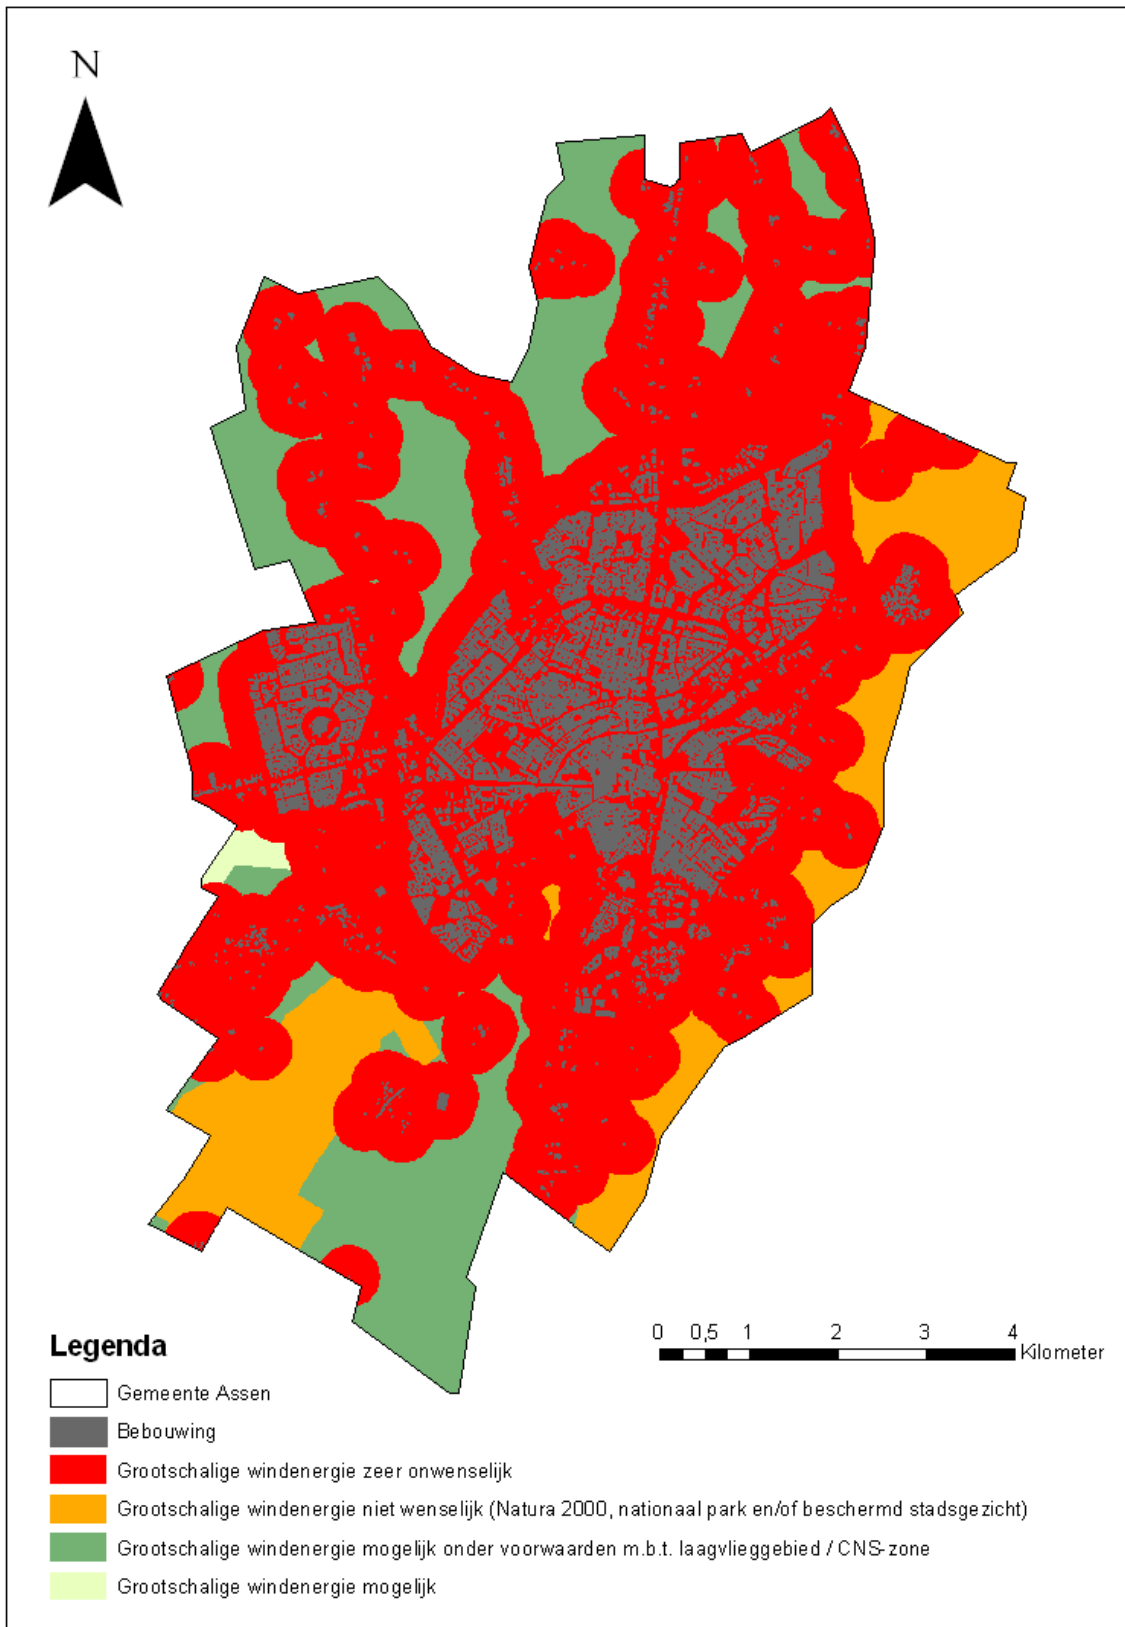 N
0 0,5 1 2 3 4
Kilometer
Legenda
Gemeente Assen
Bebouwing
Grootschalige windenergie zeer onwenselijk
Grootschalige windenergie niet wenselijk (Natura 2000, nationaal park en/of beschermd stadsgezicht)
Grootschalige windenergie mogelijk onder voorwaarden m.b.t. laagvlieggebied / CNS-zone
Grootschalige windenergie mogelijk